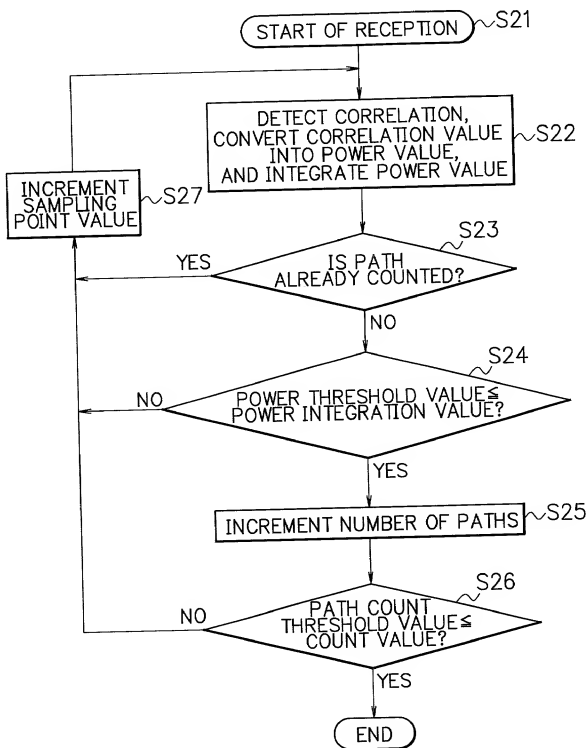 START OF RECEPTION
S21
DETECT CORRELATION,
CONVERT CORRELATION VALUE
INTO POWER VALUE,
AND INTEGRATE POWER VALUE
S22
INCREMENT
SAMPLING
POINT VALUE
S27
S23
YES
IS PATH
ALREADY COUNTED?
NO
S24
NO
POWER THRESHOLD VALUE≦
POWER INTEGRATION VALUE?
YES
INCREMENT NUMBER OF PATHS
S25
S26
NO
PATH COUNT
THRESHOLD VALUE≦
COUNT VALUE?
YES
END